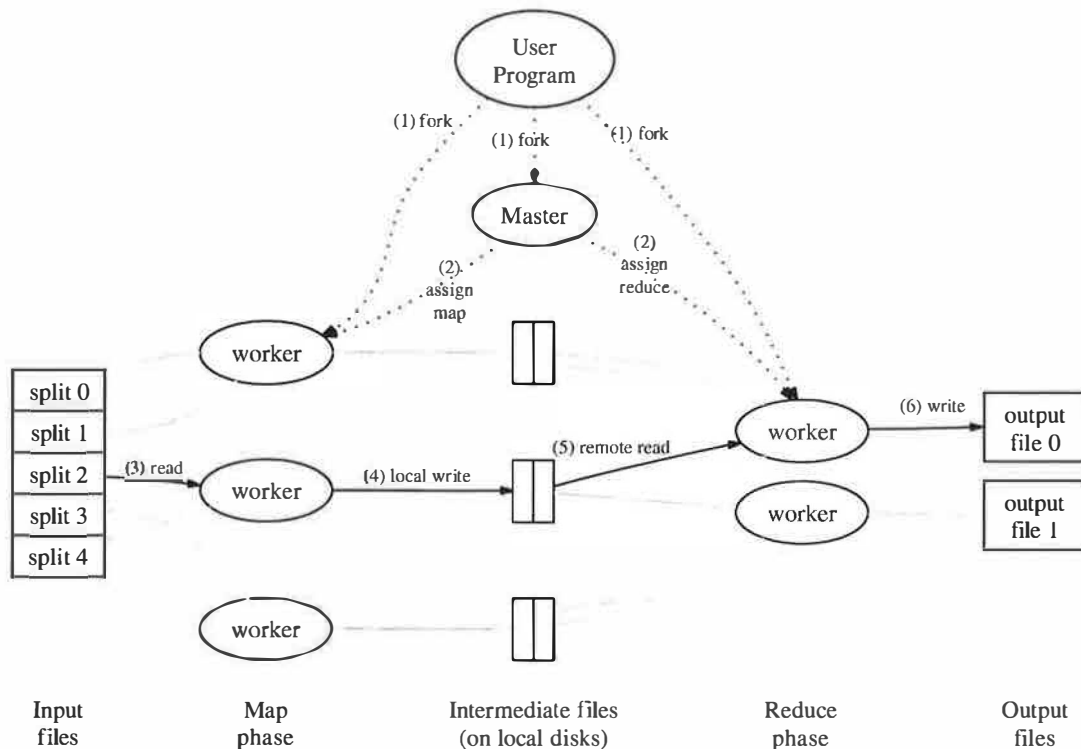 User
Program
(1) fork
(1) fork
(1) fork
Master
(2)
assign
map
(2)
assign
reduce
worker
split 0
split 1
split 2
split 3
split 4
(3) read
worker
(4) local write
(5) remote read
worker
(6) write
output
file 0
worker
output
file 1
worker
Input
files
Map
phase
Intermediate files
(on local disks)
Reduce
phase
Output
files